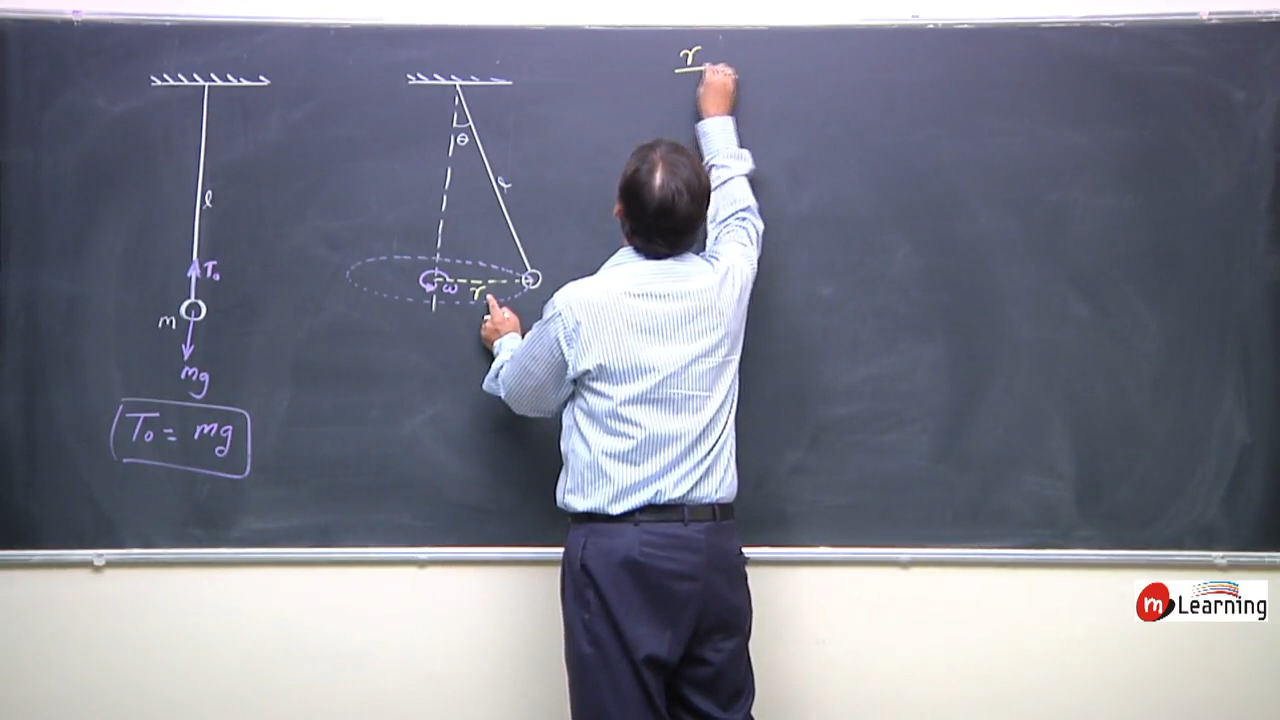 r
θ
l
l
T₀
ω
r
m
mg
T₀ = mg
m Learning